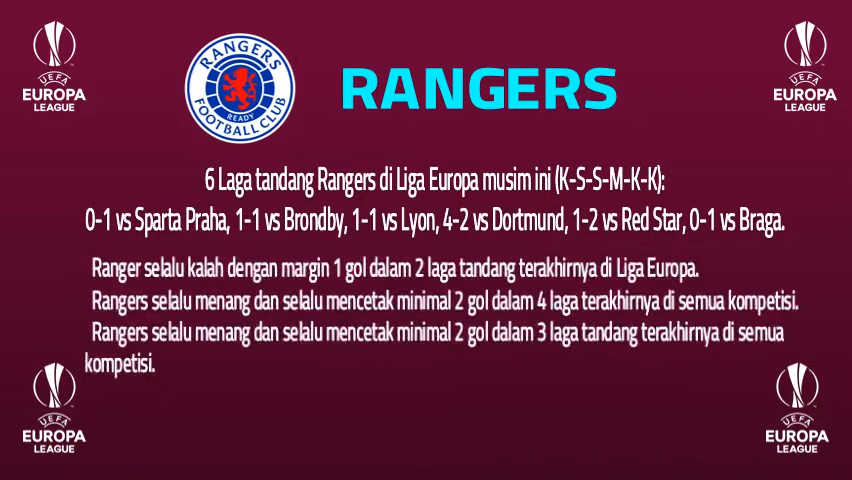 UEFA
EUROPA
LEAGUE
RANGERS
FOOTBALL CLUB
READY
RANGERS
UEFA
EUROPA
LEAGUE
6 Laga tandang Rangers di Liga Europa musim ini (K-S-S-M-K-K):
0-1 vs Sparta Praha, 1-1 vs Brondby, 1-1 vs Lyon, 4-2 vs Dortmund, 1-2 vs Red Star, 0-1 vs Braga.
Ranger selalu kalah dengan margin 1 gol dalam 2 laga tandang terakhirnya di Liga Europa.
Rangers selalu menang dan selalu mencetak minimal 2 gol dalam 4 laga terakhirnya di semua kompetisi.
Rangers selalu menang dan selalu mencetak minimal 2 gol dalam 3 laga tandang terakhirnya di semua
kompetisi.
UEFA
EUROPA
LEAGUE
UEFA
EUROPA
LEAGUE